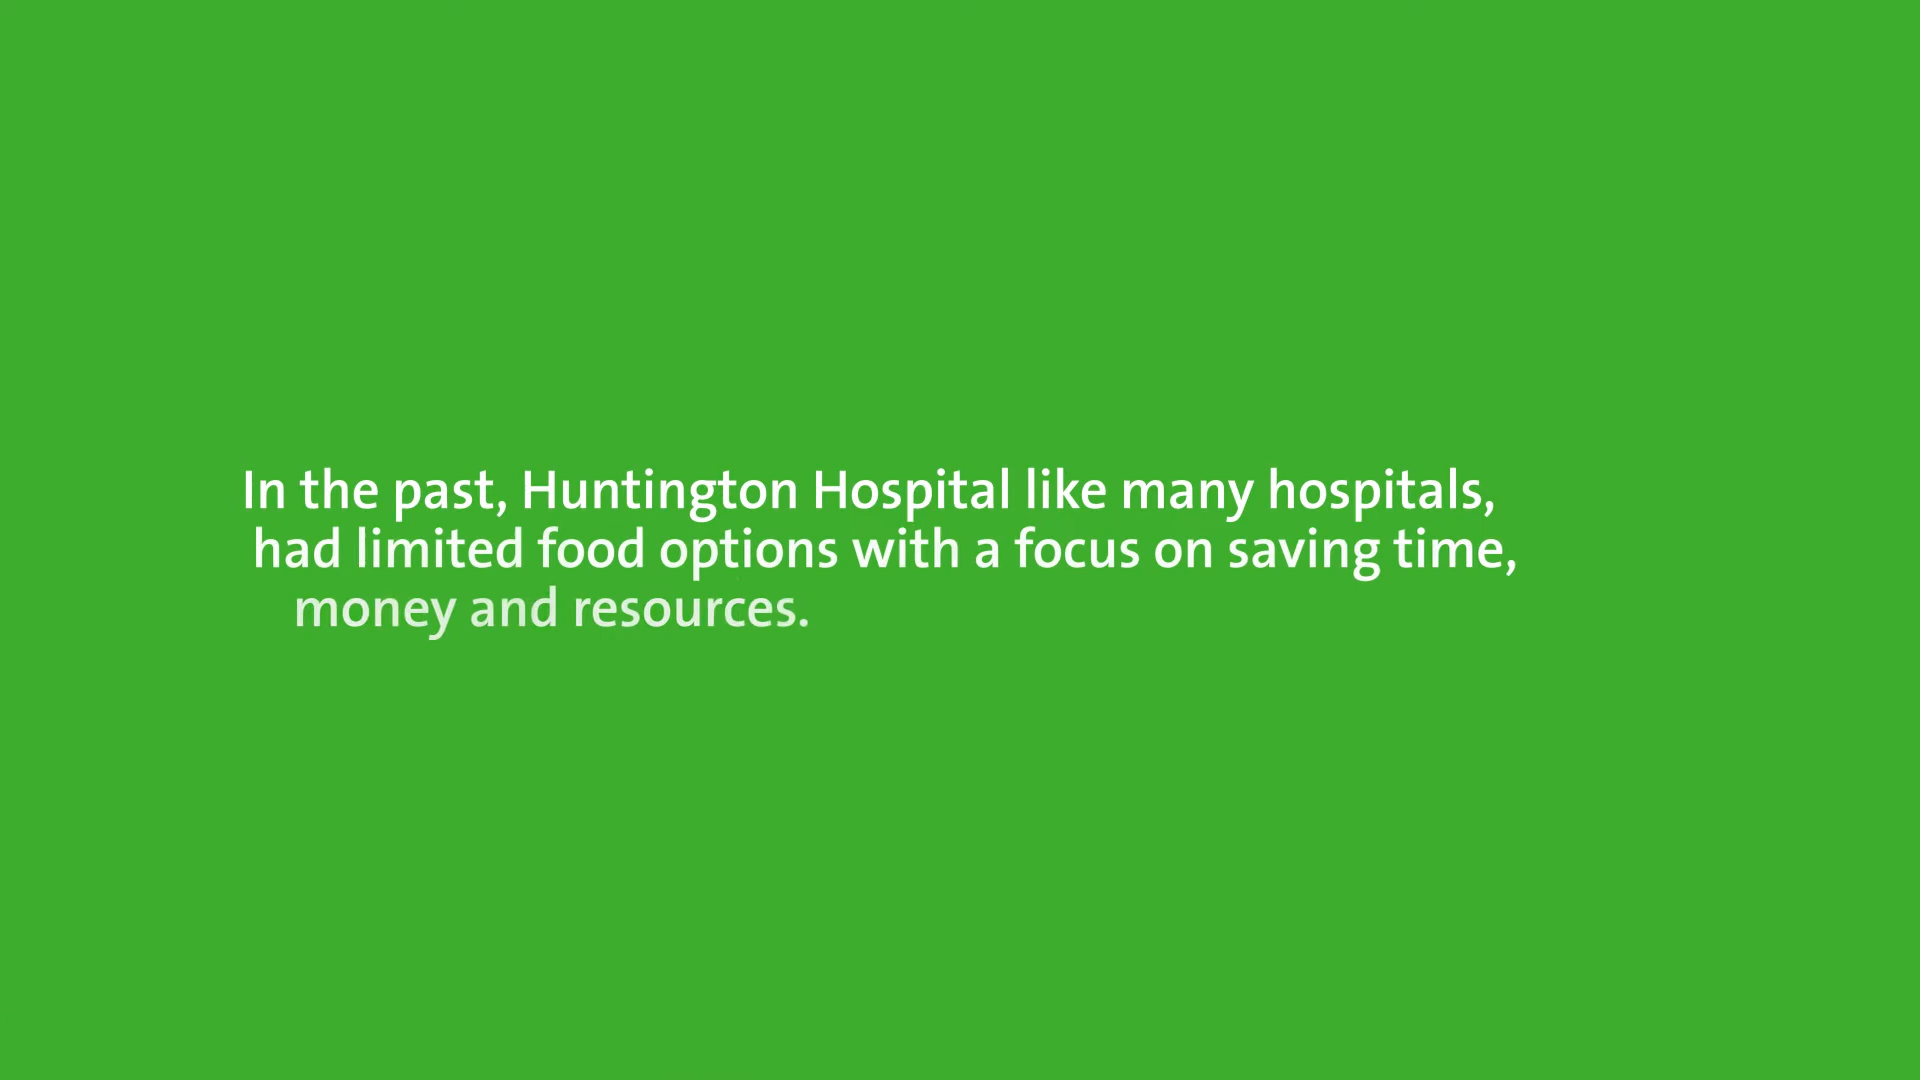 In the past, Huntington Hospital like many hospitals,
had limited food options with a focus on saving time,
money and resources.